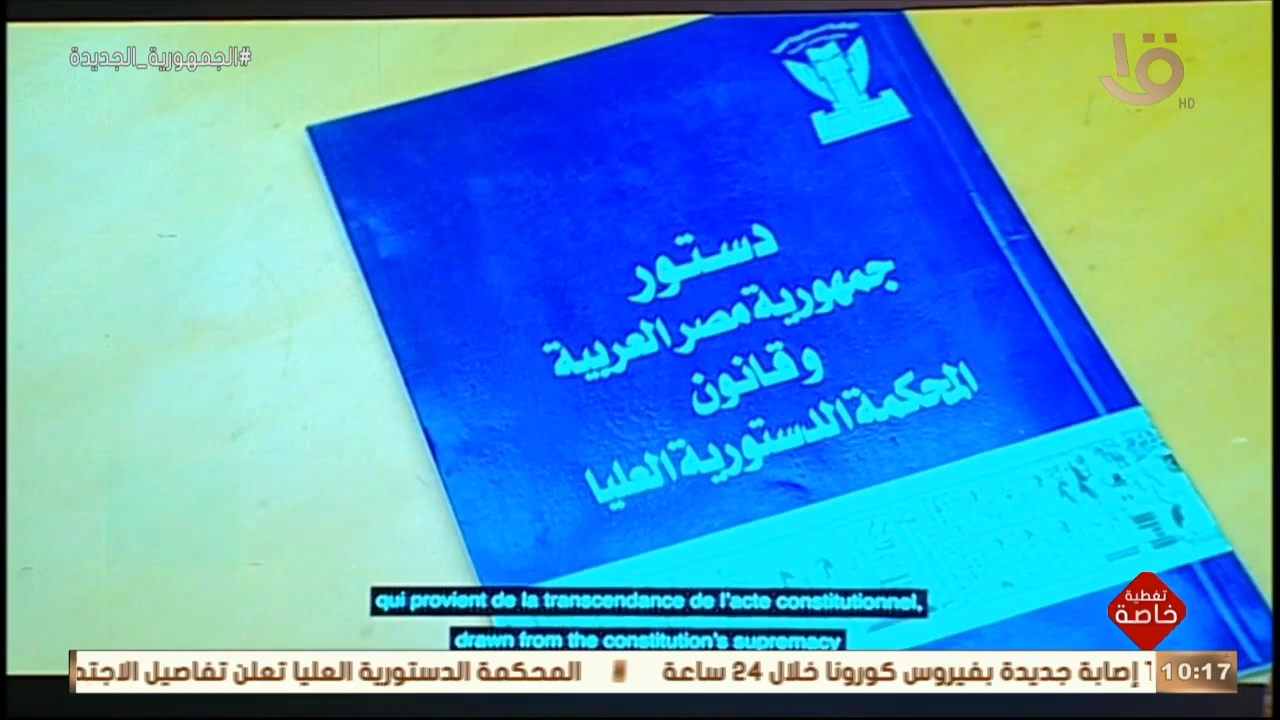 #الجمهورية_الجديدة
HD
دستور
جمهورية مصر العربية
وقانون
المحكمة الدستورية العليا
qui provient de la transcendance de l'acte constitutionnel,
drawn from the constitution's supremacy
تغطية
خاصة
إصابة جديدة بفيروس كورونا خلال 24 ساعة
المحكمة الدستورية العليا تعلن تفاصيل
10:17